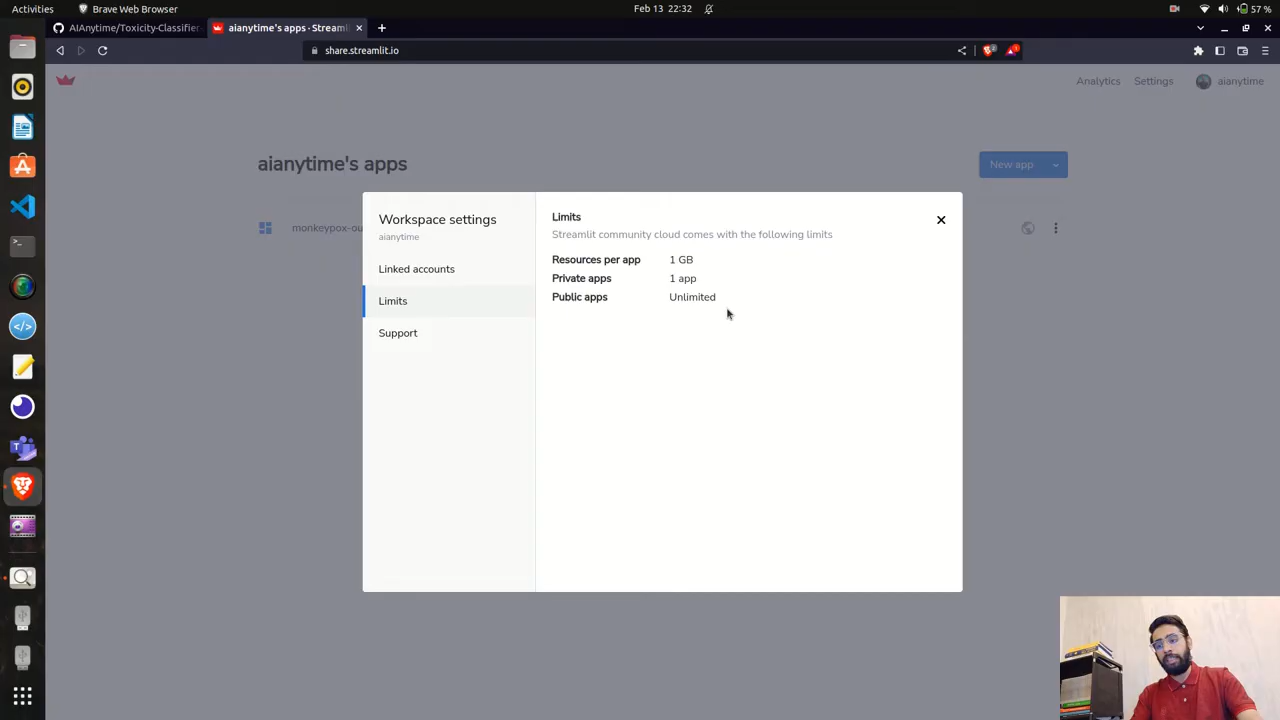 Activities
Brave Web Browser
Feb 13 22:32
57 %
AIAnytime/Toxicity-Classifier
aianytime's apps · Streamli
share.streamlit.io
Analytics
Settings
aianytime
aianytime's apps
New app
monkeypox-ou
Workspace settings
aianytime
Linked accounts
Limits
Support
Limits
Streamlit community cloud comes with the following limits
Resources per app 1 GB
Private apps 1 app
Public apps Unlimited